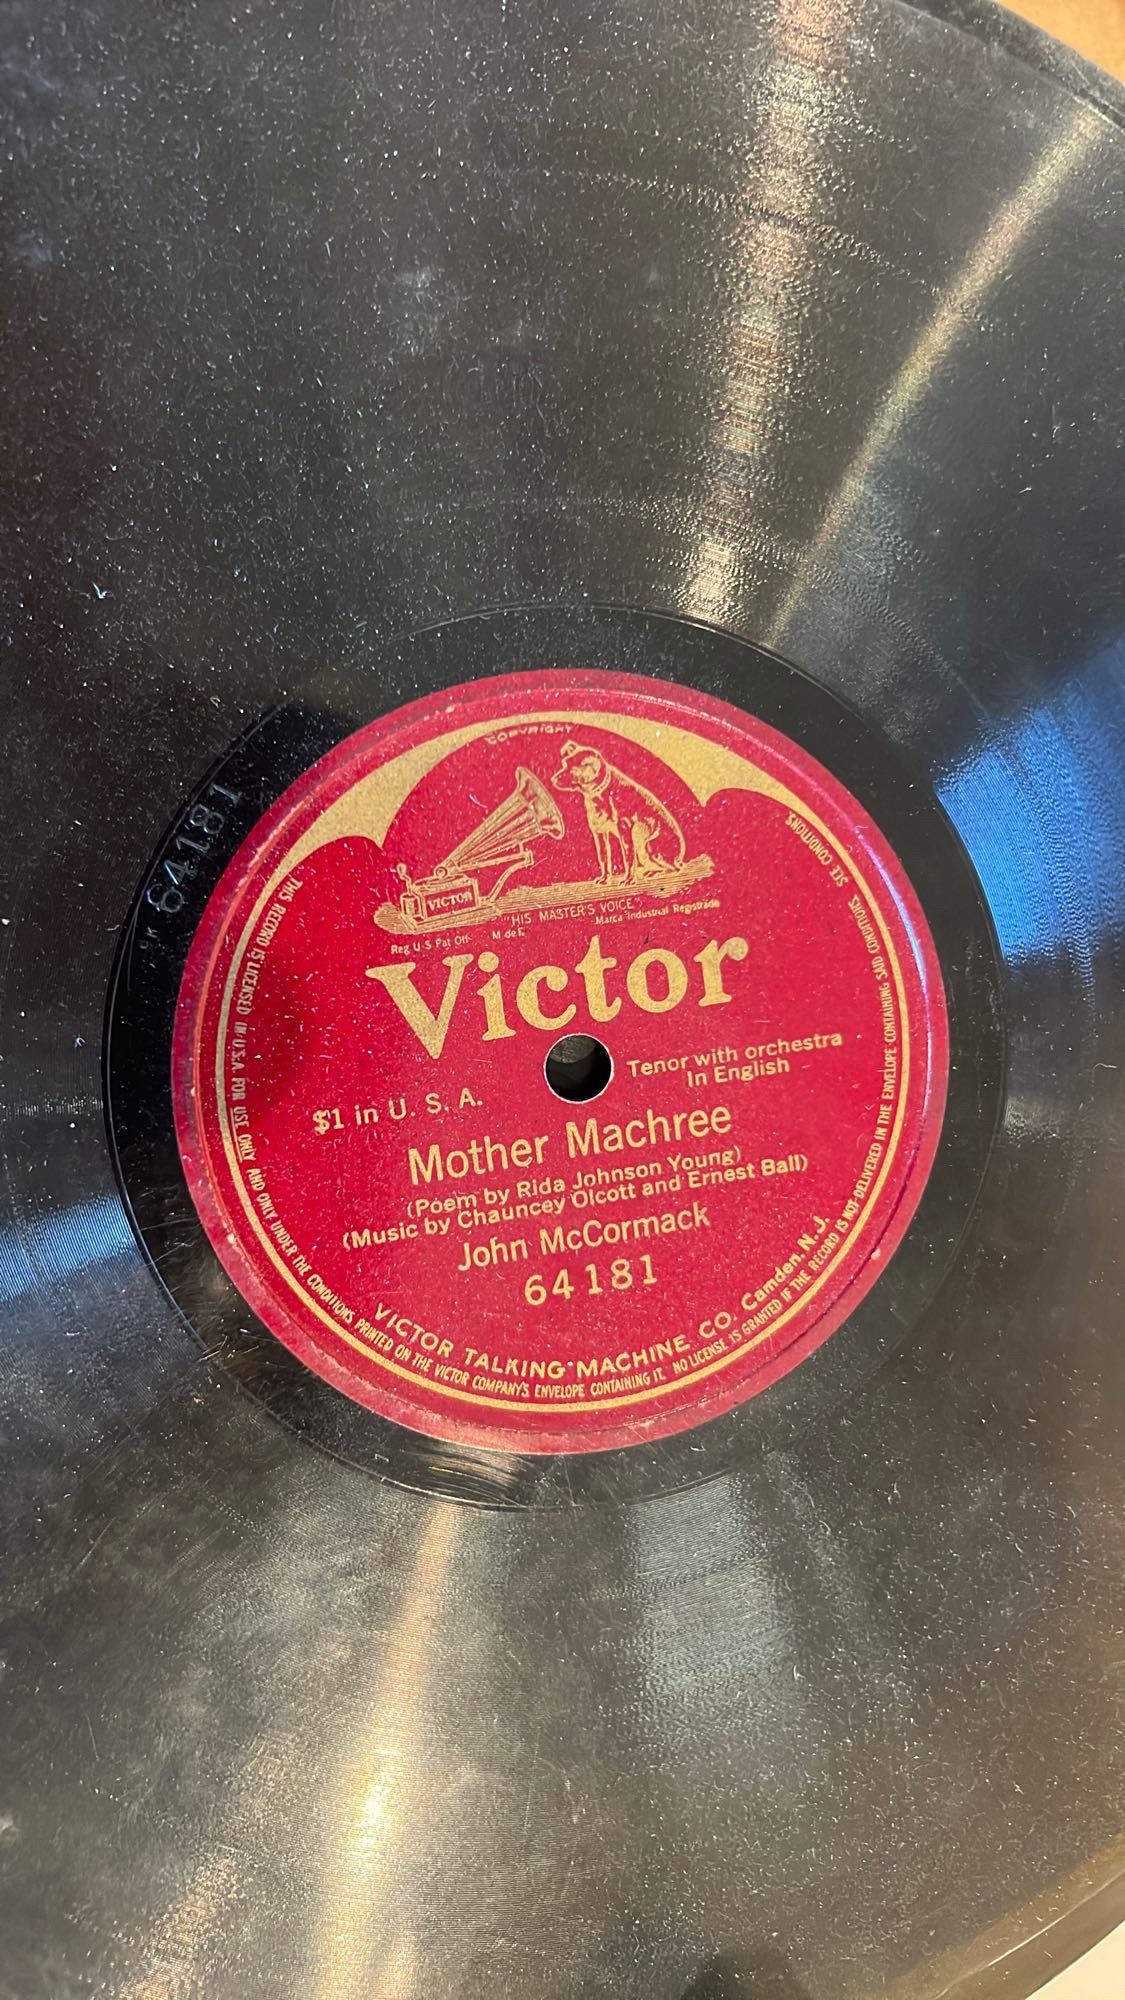 COPYRIGHT
VICTOR
"HIS MASTER'S VOICE"
Reg U S Pat Off- M de F. Marca Industrial Registrada
Victor
Tenor with orchestra
In English
$1 in U. S. A.
Mother Machree
(Poem by Rida Johnson Young)
(Music by Chauncey Olcott and Ernest Ball)
John McCormack
64181
VICTOR TALKING MACHINE CO. Camden, N.J.
THIS RECORD IS LICENSED IN U.S.A FOR USE ONLY AND ONLY UNDER THE CONDITIONS PRINTED ON THE VICTOR COMPANY'S ENVELOPE CONTAINING IT. NO LICENSE IS GRANTED IF THE RECORD IS NOT DELIVERED IN THE ENVELOPE CONTAINING SAID CONDITIONS.
SEE CONDITIONS
64181